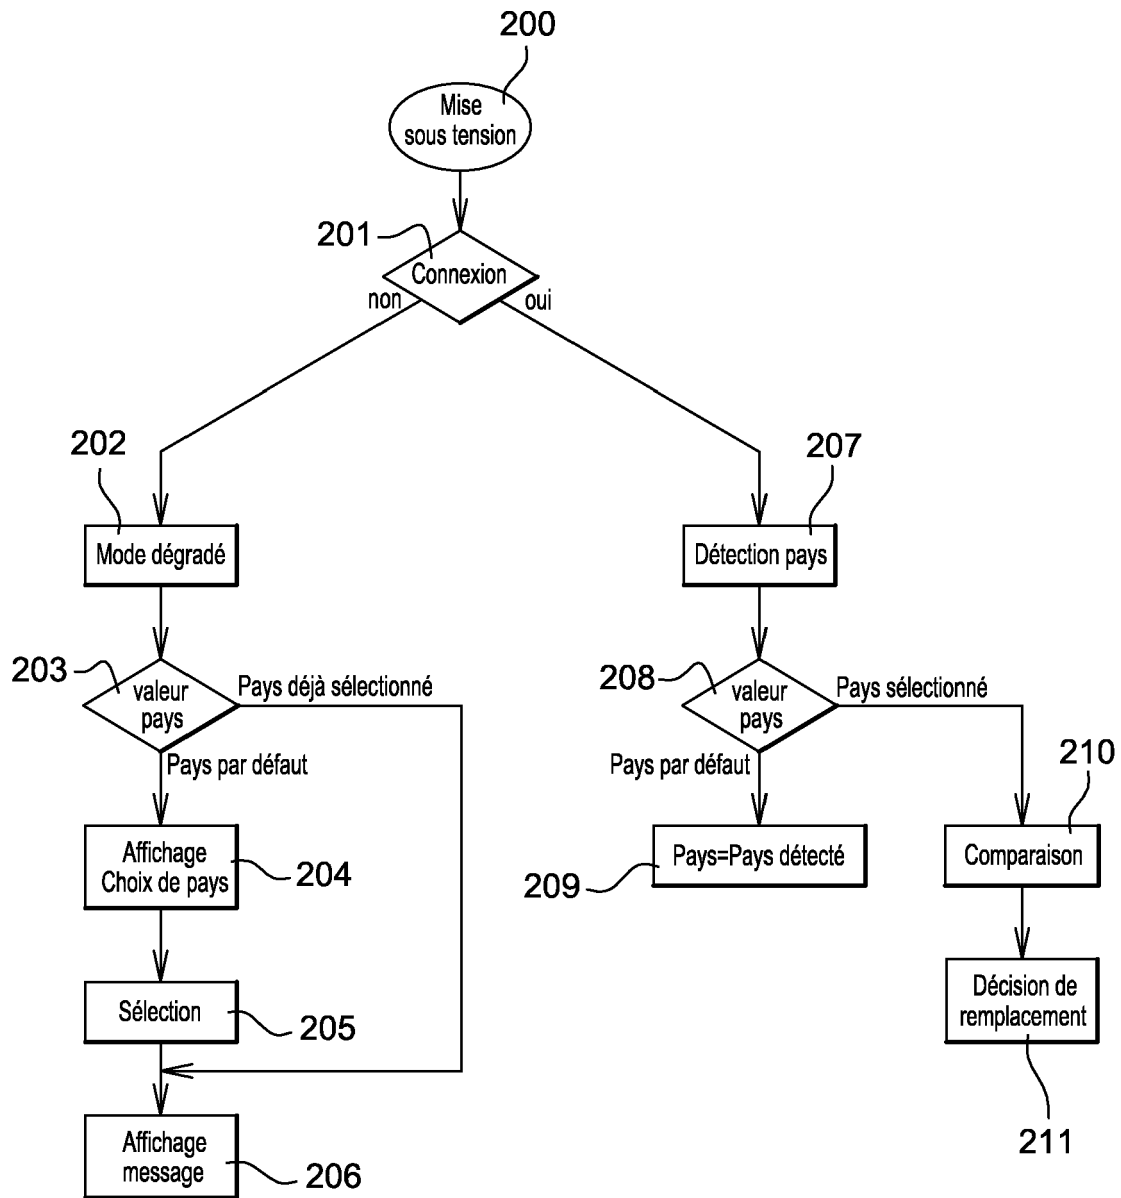 200
Mise
sous tension
201
Connexion
non
oui
202
207
Mode dégradé
Détection pays
203
valeur
pays
Pays déjà sélectionné
Pays par défaut
208
valeur
pays
Pays sélectionné
Pays par défaut
210
Affichage
Choix de pays
204
Pays=Pays détecté
209
Comparaison
Sélection
205
Décision de
remplacement
211
Affichage
message
206